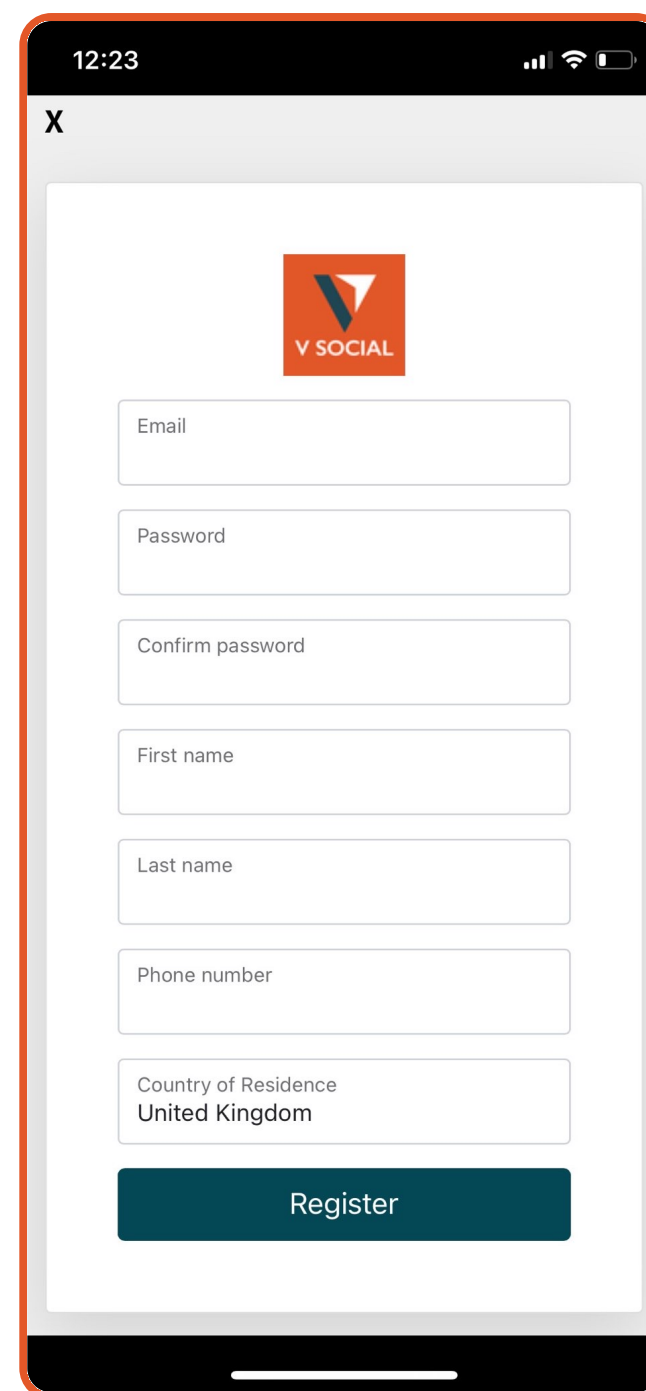 12:23
X
V SOCIAL
Email
Password
Confirm password
First name
Last name
Phone number
Country of Residence
United Kingdom
Register